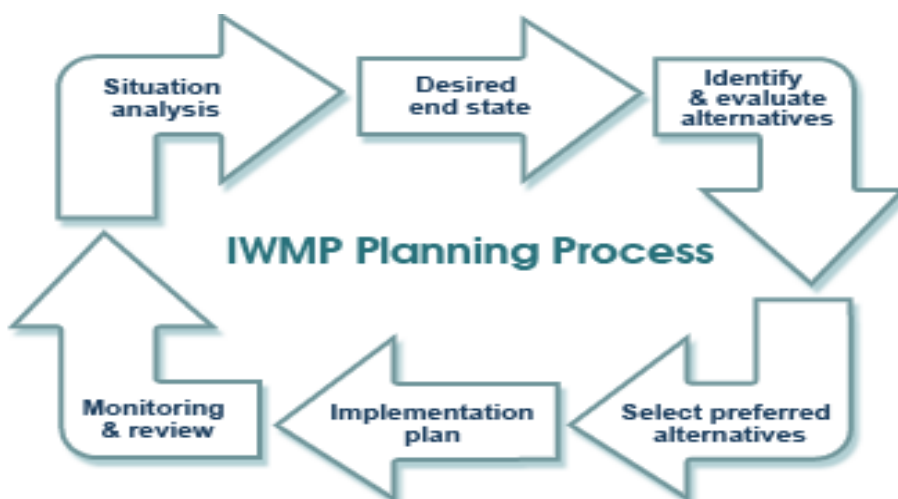 Situation
analysis
Desired
end state
Identify
& evaluate
alternatives
IWMP Planning Process
Select preferred
alternatives
Implementation
plan
Monitoring
& review